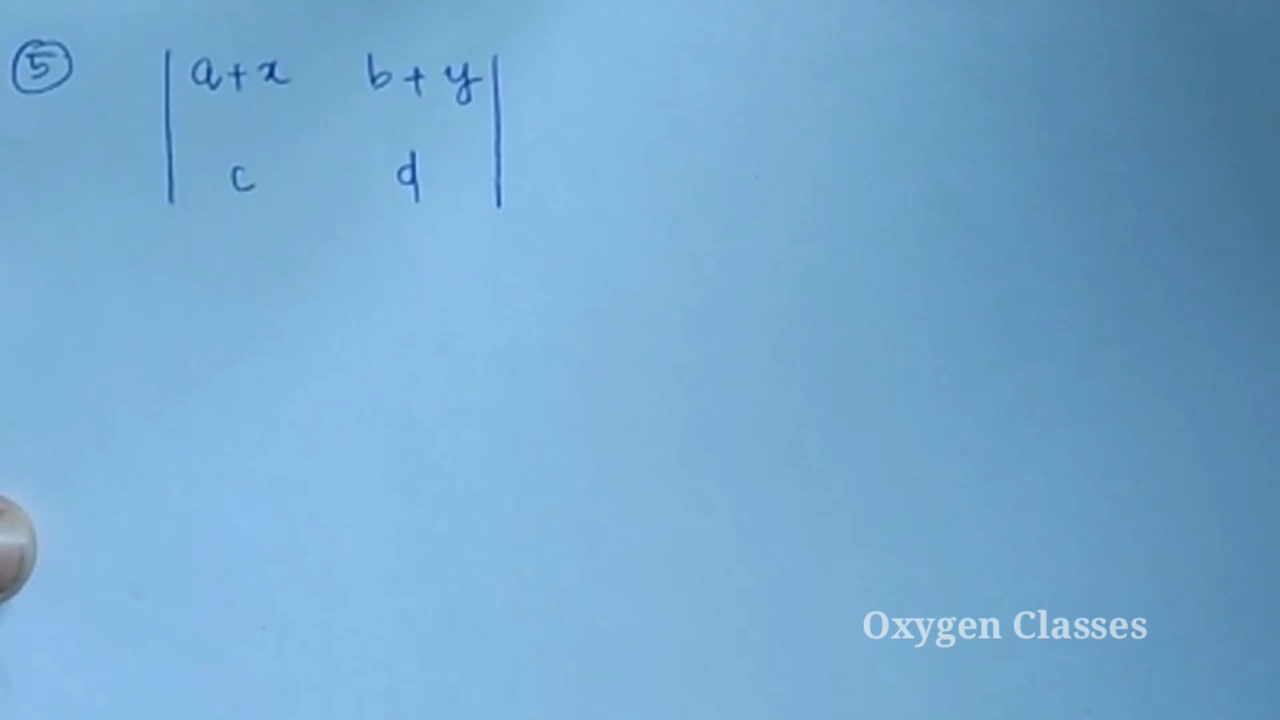 ⑤ | a+x b+y |
| c d |
Oxygen Classes